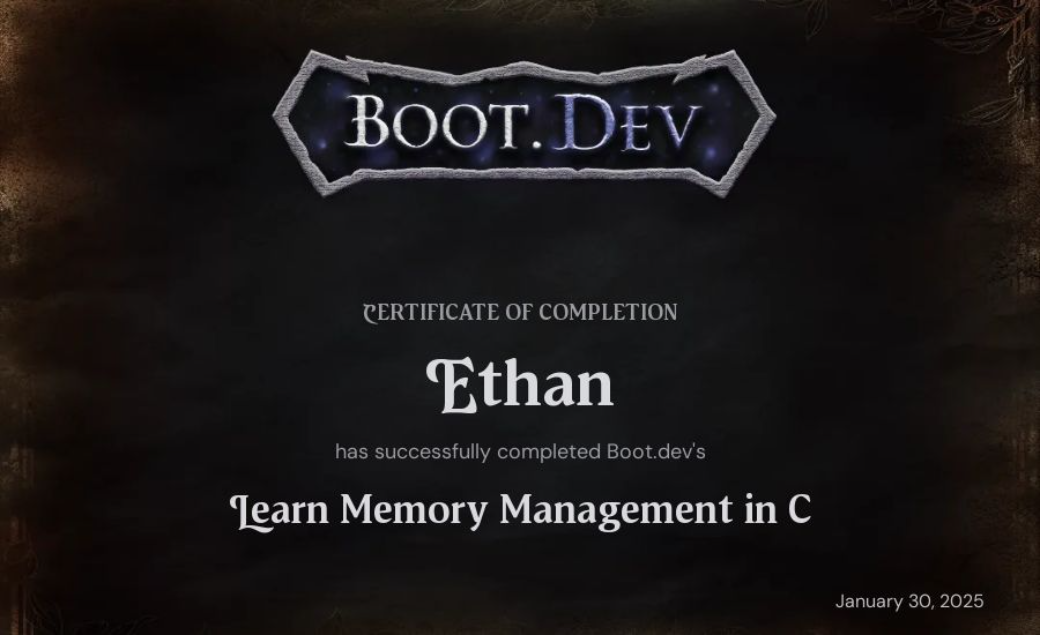 BOOT.DEV
CERTIFICATE OF COMPLETION
Ethan
has successfully completed Boot.dev's
Learn Memory Management in C
January 30, 2025